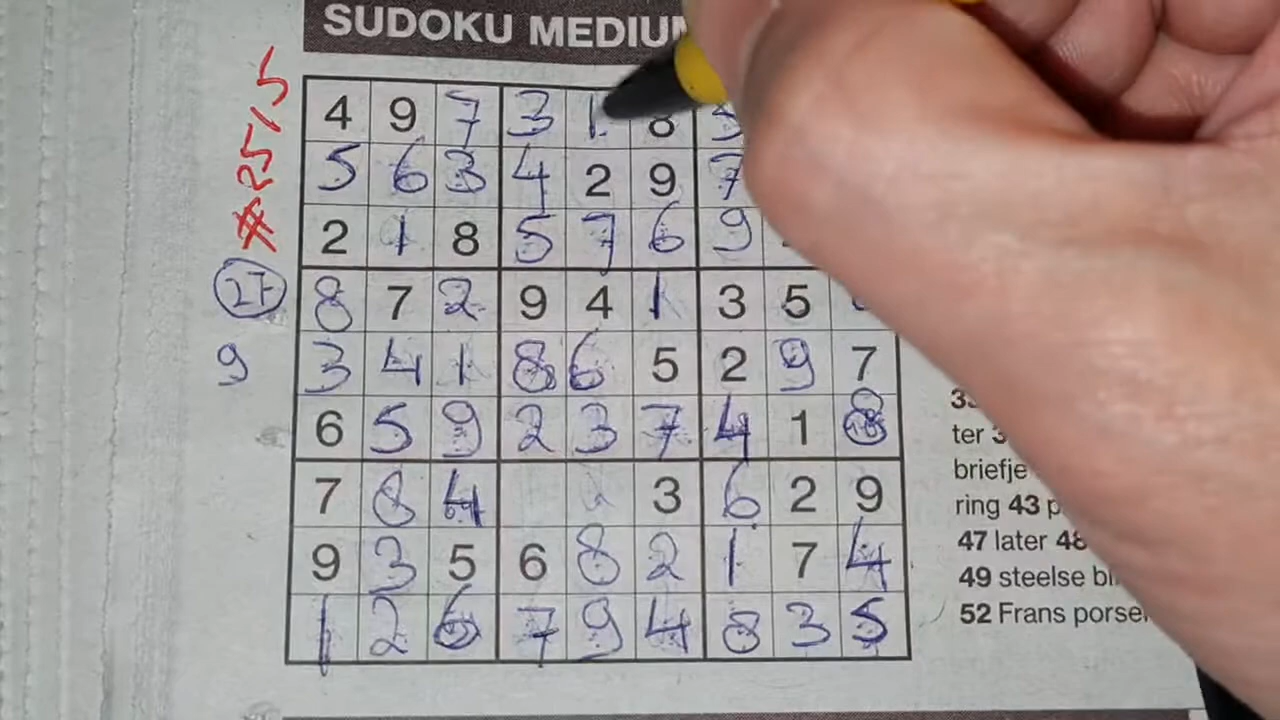 SUDOKU MEDIUM
# 2515
4 9 7 3 1 8 5
5 6 3 4 2 9 7
2 1 8 5 7 6 9
27 8 7 2 9 4 1 3 5
9 3 4 1 8 6 5 2 9 7
6 5 9 2 3 7 4 1 8
7 8 4 3 6 2 9
9 3 5 6 8 2 1 7 4
1 2 6 7 9 4 8 3 5
ter
briefje
ring 43
47 later 48
49 steelse
52 Frans